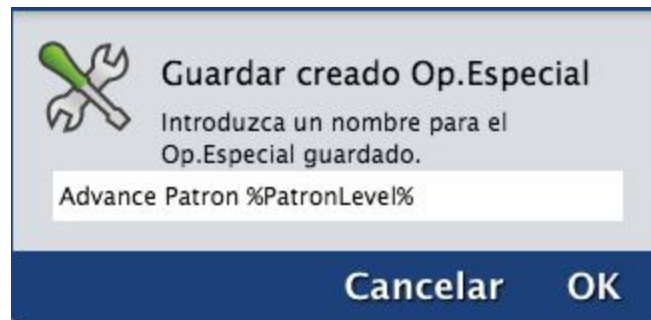 Guardar creado Op.Especial
Introduzca un nombre para el
Op.Especial guardado.
Advance Patron %PatronLevel%
Cancelar OK